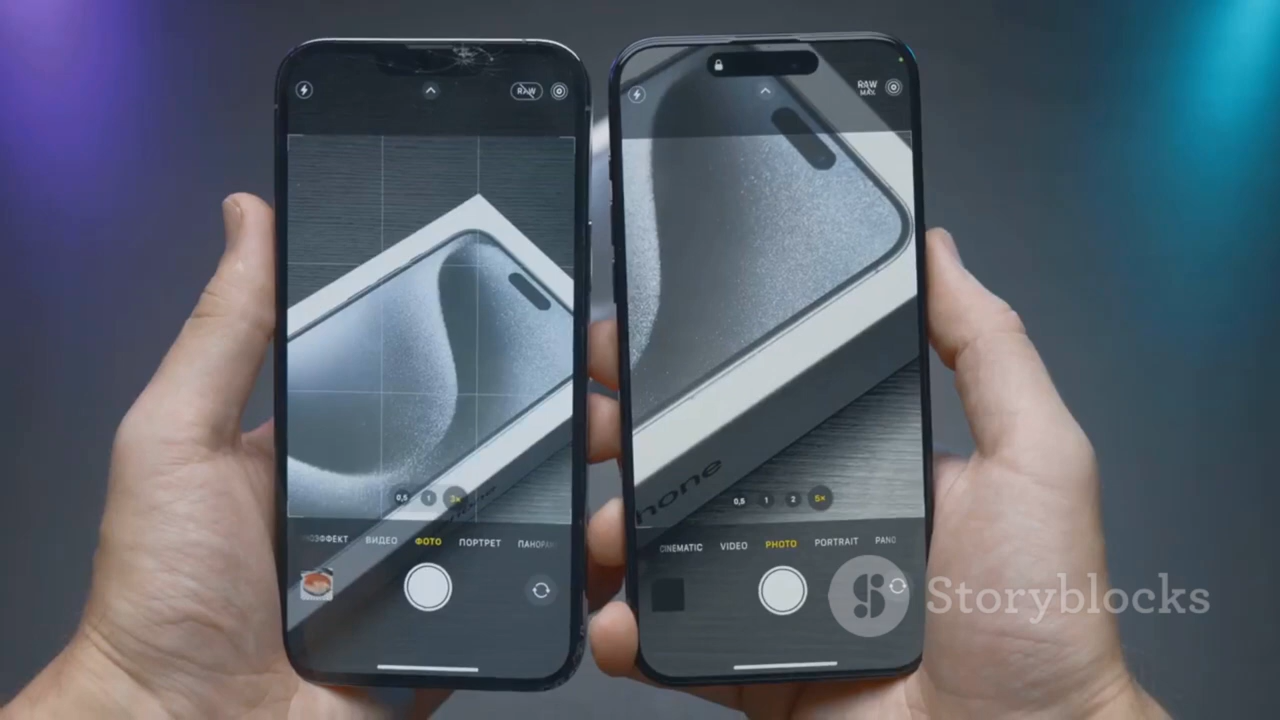 RAW
RAW
MAX
0,5 1 3×
0,5 1 2 5×
hone
ВИДЕО ФОТО ПОРТРЕТ ПАНОРАМ
CINEMATIC VIDEO PHOTO PORTRAIT PANO
Storyblocks